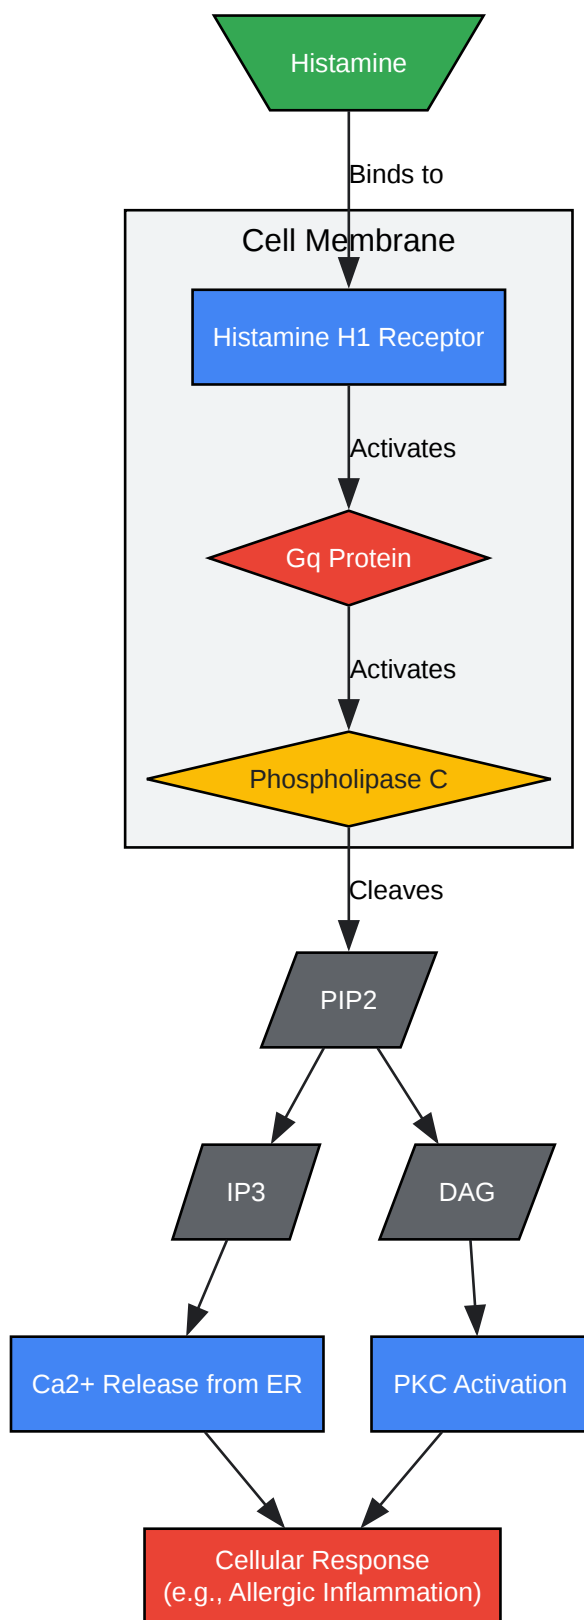 Histamine
Binds to
Cell Membrane
Histamine H1 Receptor
Activates
Gq Protein
Activates
Phospholipase C
Cleaves
PIP2
IP3
DAG
Ca2+ Release from ER
PKC Activation
Cellular Response
(e.g., Allergic Inflammation)